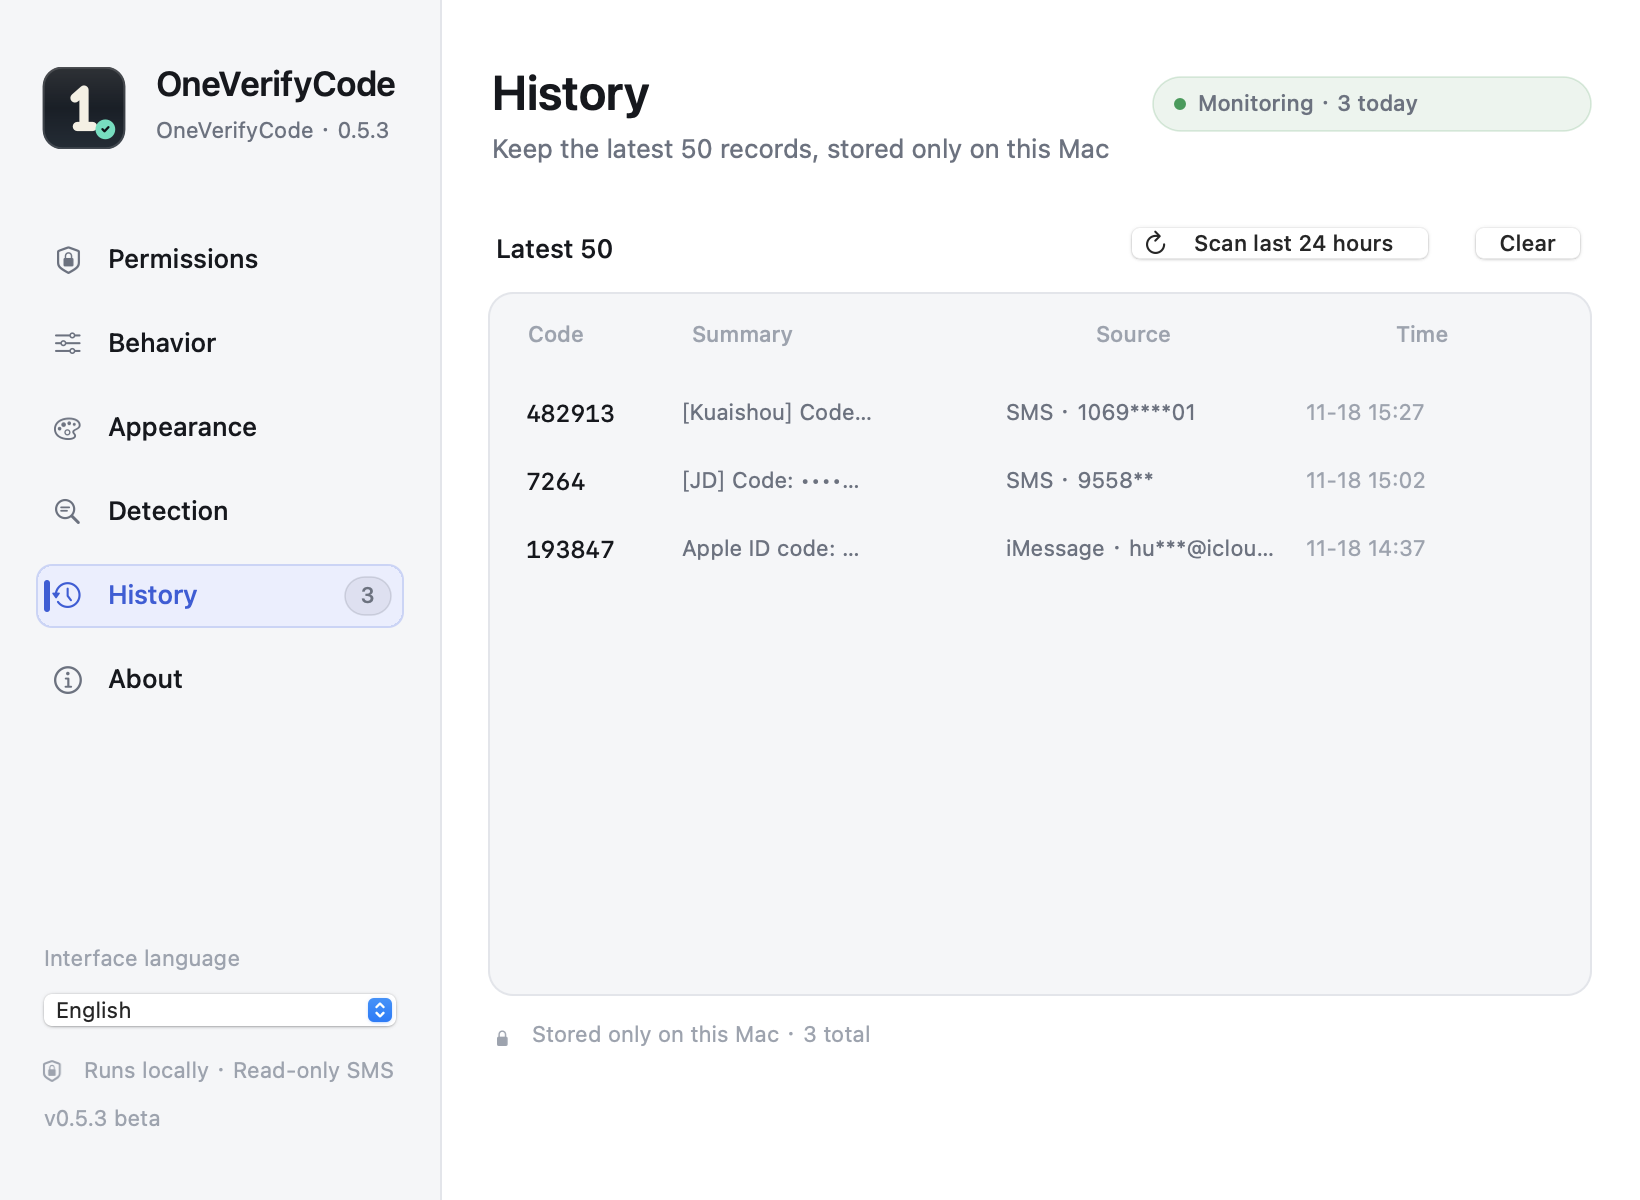 OneVerifyCode
OneVerifyCode · 0.5.3
Permissions
Behavior
Appearance
Detection
History 3
About
Interface language
English
Runs locally · Read-only SMS
v0.5.3 beta
History
Keep the latest 50 records, stored only on this Mac
Monitoring · 3 today
Latest 50
Scan last 24 hours
Clear
Code Summary Source Time
482913 [Kuaishou] Code... SMS · 1069****01 11-18 15:27
7264 [JD] Code: ••••... SMS · 9558** 11-18 15:02
193847 Apple ID code: ... iMessage · hu***@iclou... 11-18 14:37
Stored only on this Mac · 3 total